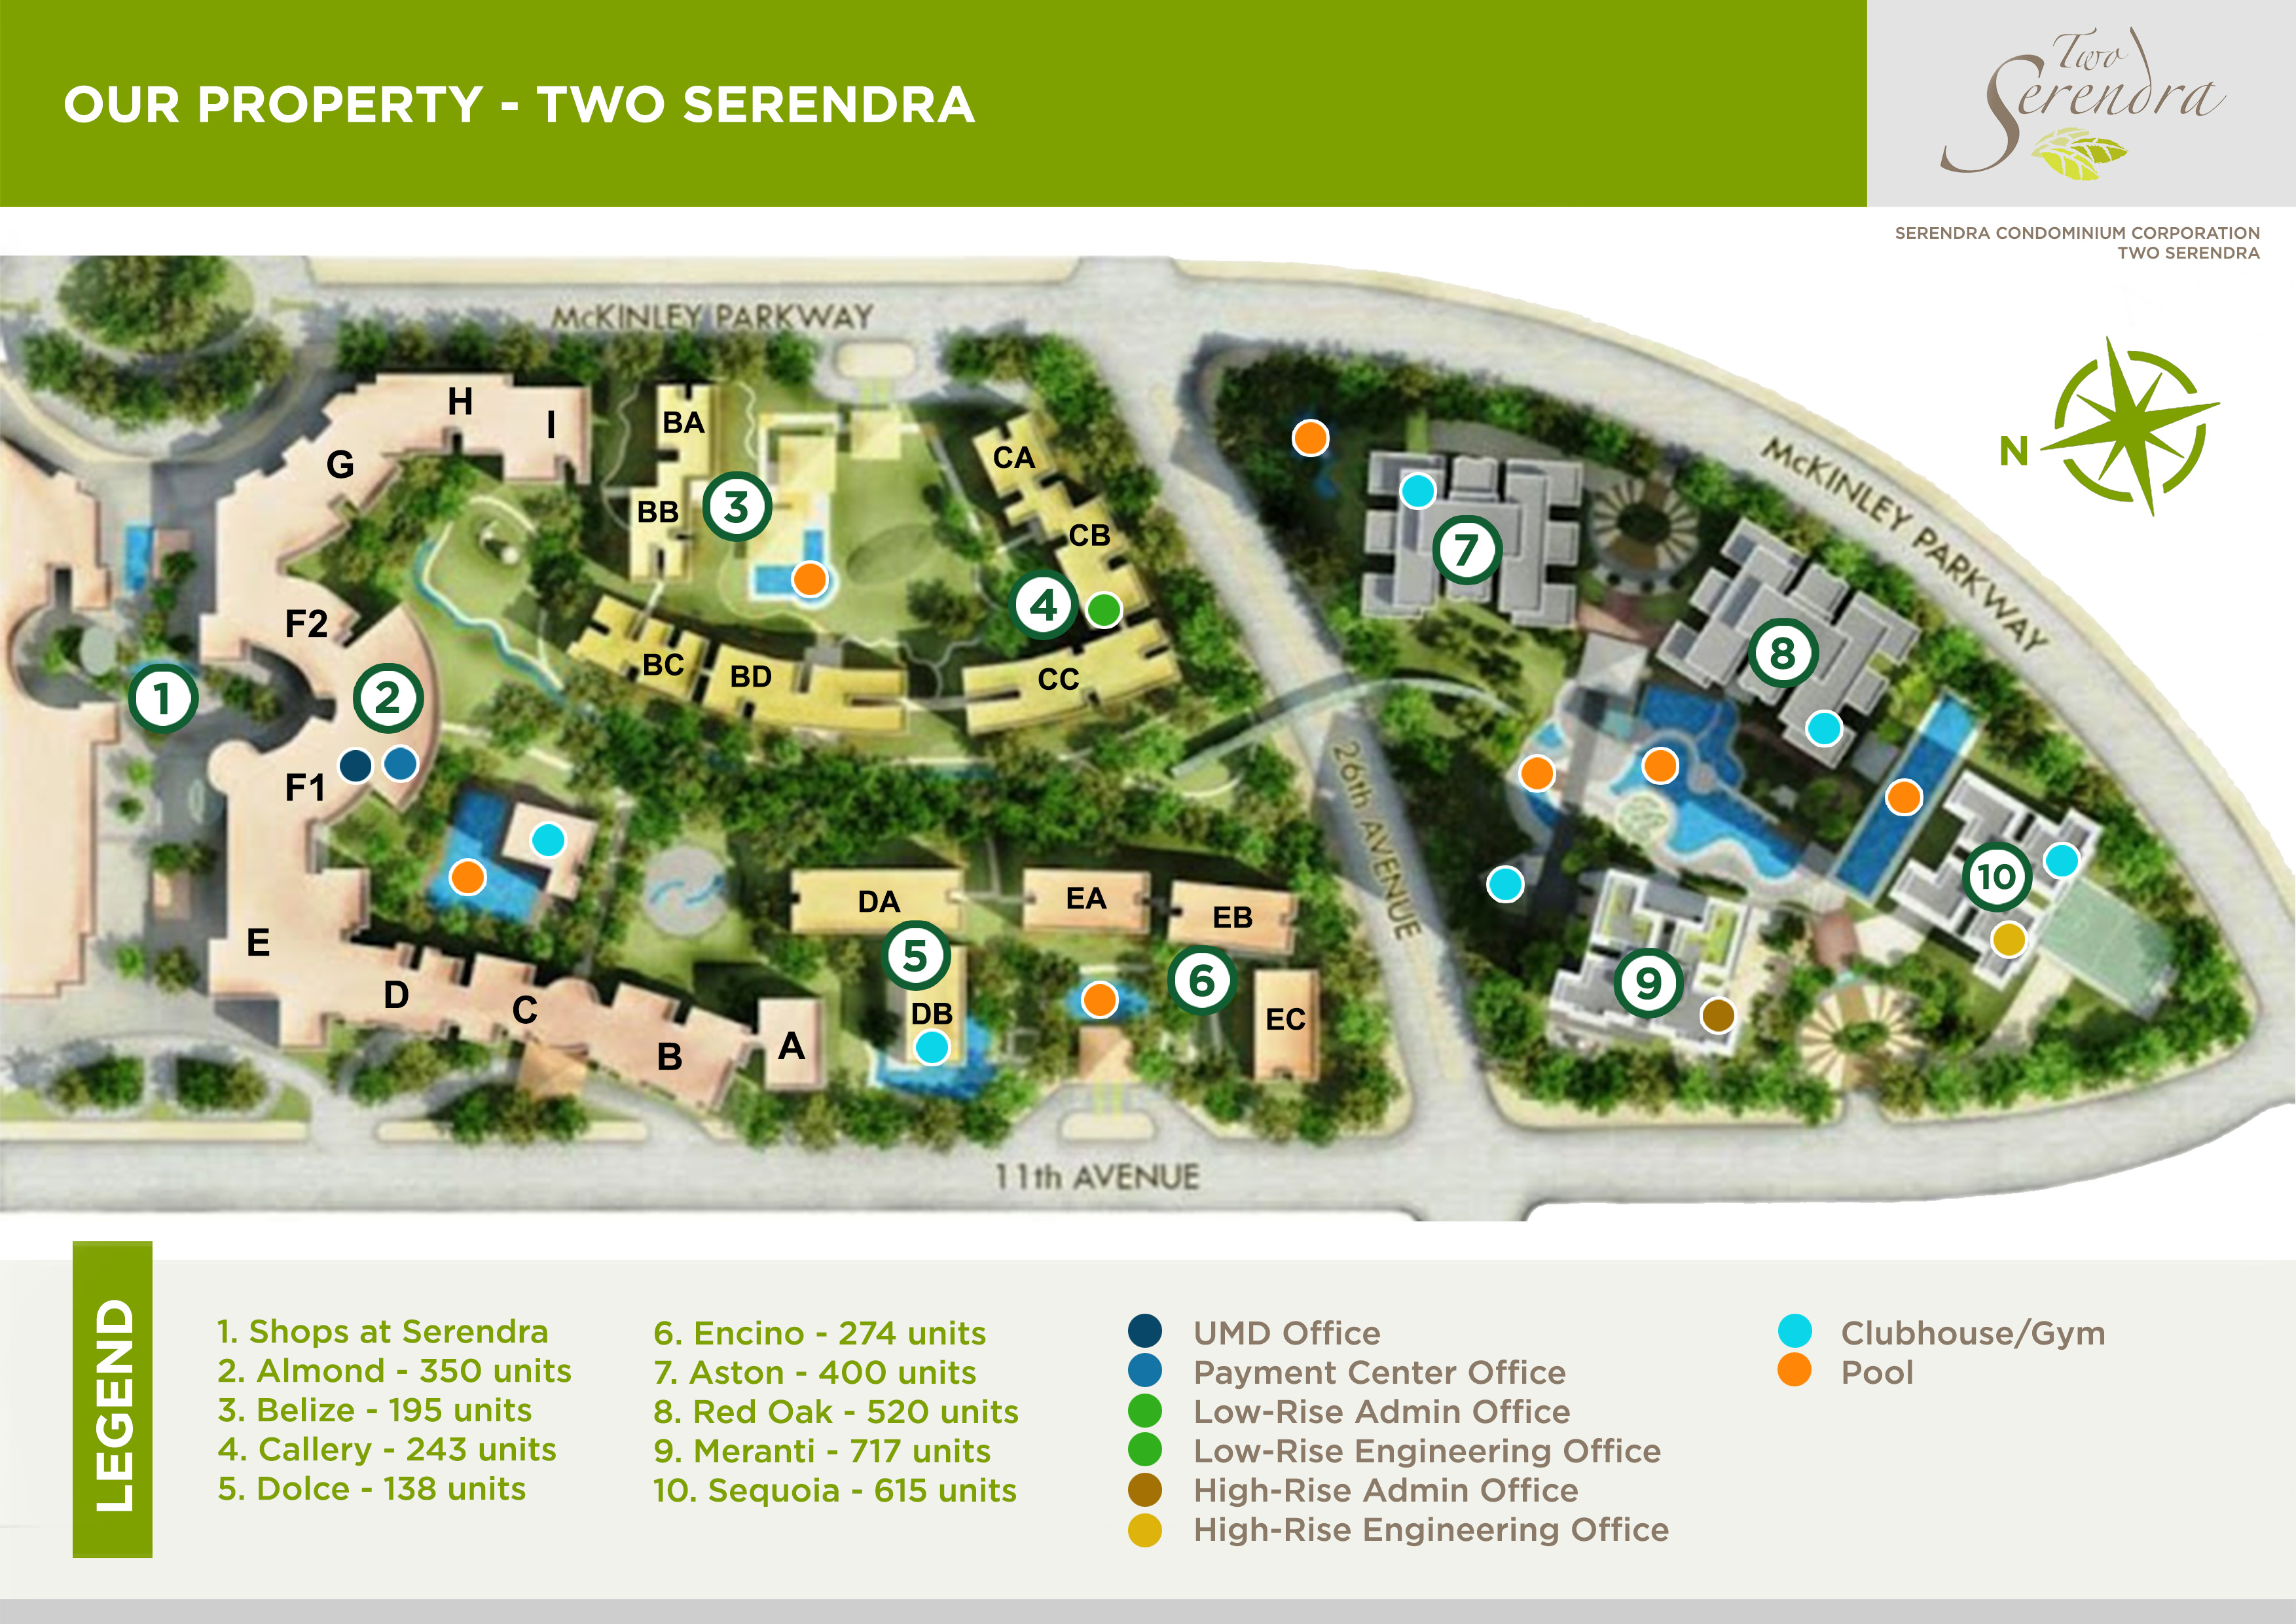 OUR PROPERTY - TWO SERENDRA
Two
Serendra
SERENDRA CONDOMINIUM CORPORATION
TWO SERENDRA
McKINLEY PARKWAY
H
I
G
BA
BB
3
CA
CB
4
7
N
McKINLEY PARKWAY
F2
1
2
BC
BD
CC
8
F1
26th AVENUE
E
D
C
B
A
DA
5
DB
EA
EB
6
EC
9
10
11th AVENUE
LEGEND
1. Shops at Serendra
2. Almond - 350 units
3. Belize - 195 units
4. Callery - 243 units
5. Dolce - 138 units
6. Encino - 274 units
7. Aston - 400 units
8. Red Oak - 520 units
9. Meranti - 717 units
10. Sequoia - 615 units
UMD Office
Payment Center Office
Low-Rise Admin Office
Low-Rise Engineering Office
High-Rise Admin Office
High-Rise Engineering Office
Clubhouse/Gym
Pool